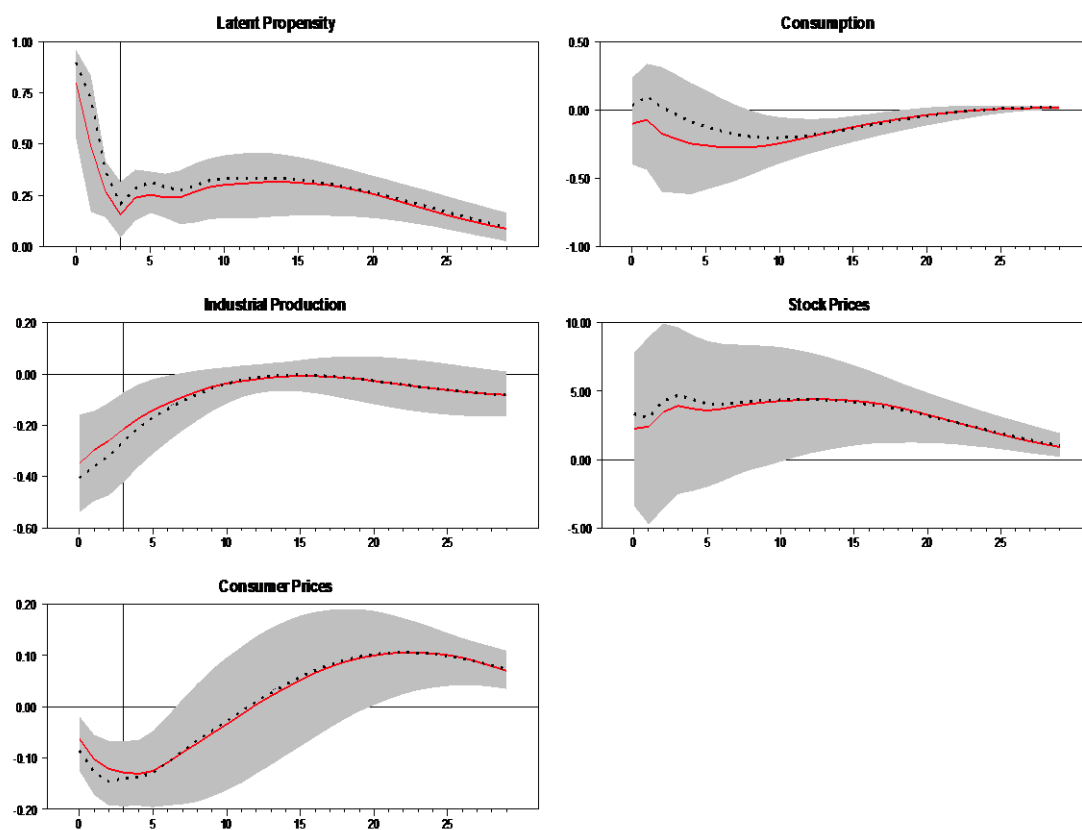 Latent Propensity
1.00
0.75
0.50
0.25
0.00
0 5 10 15 20 25
Consumption
0.50
0.00
-0.50
-1.00
0 5 10 15 20 25
Industrial Production
0.20
0.00
-0.20
-0.40
-0.60
0 5 10 15 20 25
Stock Prices
10.00
5.00
0.00
-5.00
0 5 10 15 20 25
Consumer Prices
0.20
0.10
0.00
-0.10
-0.20
0 5 10 15 20 25